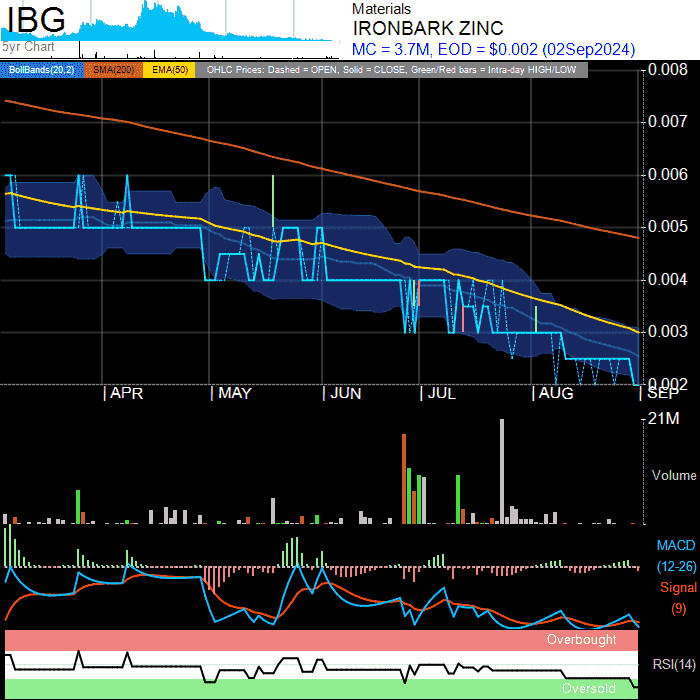 IBG
5yr Chart
Materials
IRONBARK ZINC
MC = 3.7M, EOD = $0.002 (02Sep2024)
BollBands(20,2) SMA(200) EMA(50) OHLC Prices: Dashed = OPEN, Solid = CLOSE, Green/Red bars = Intra-day HIGH/LOW
0.008
0.007
0.006
0.005
0.004
0.003
0.002
APR MAY JUN JUL AUG SEP
21M
Volume
MACD
(12-26)
Signal
(9)
Overbought
RSI(14)
Oversold